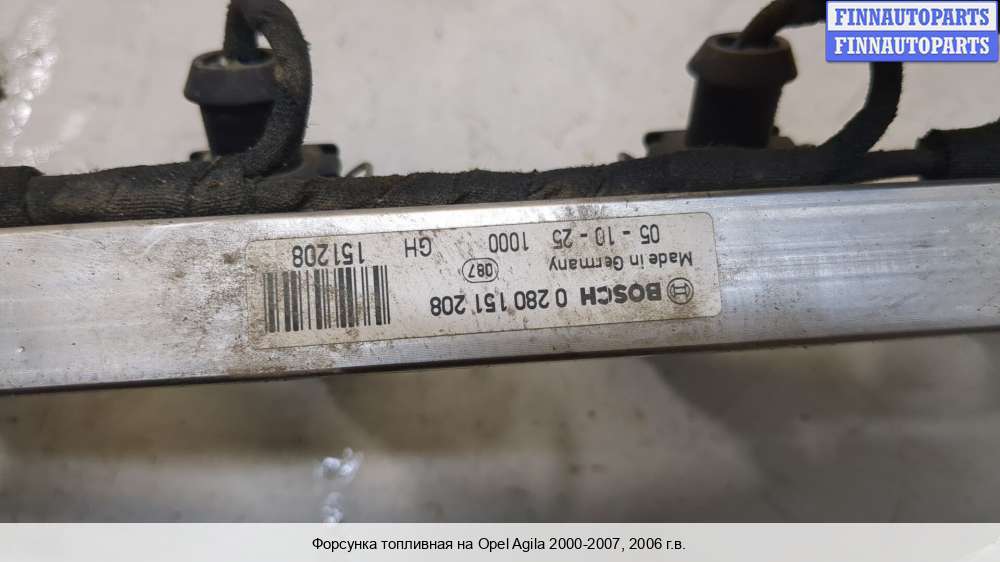 FINNAUTOPARTS
FINNAUTOPARTS
BOSCH 0 280 151 208
Made in Germany 087
05 - 10 - 25 1000 GH 151208
Форсунка топливная на Opel Agila 2000-2007, 2006 г.в.